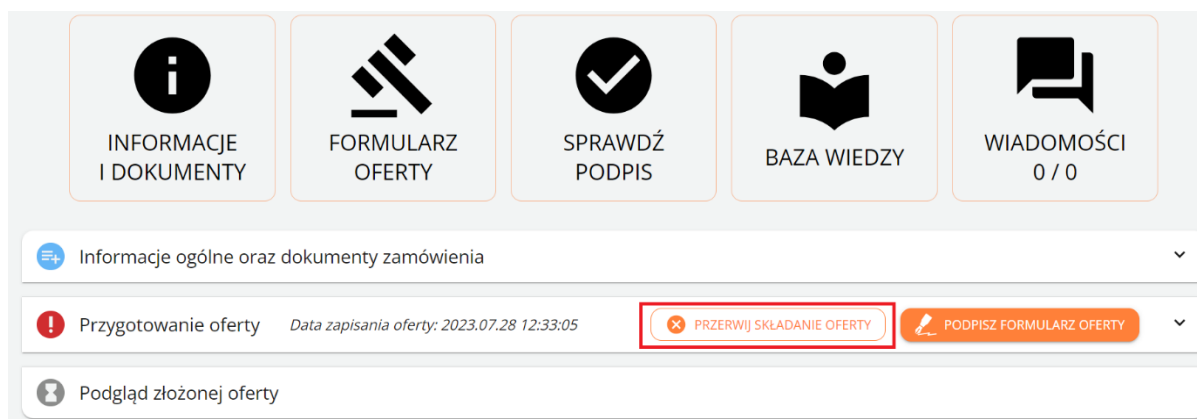 INFORMACJE
I DOKUMENTY
FORMULARZ
OFERTY
SPRAWDŹ
PODPIS
BAZA WIEDZY
WIADOMOŚCI
0 / 0
Informacje ogólne oraz dokumenty zamówienia
Przygotowanie oferty Data zapisania oferty: 2023.07.28 12:33:05 PRZERWIJ SKŁADANIE OFERTY PODPISZ FORMULARZ OFERTY
Podgląd złożonej oferty